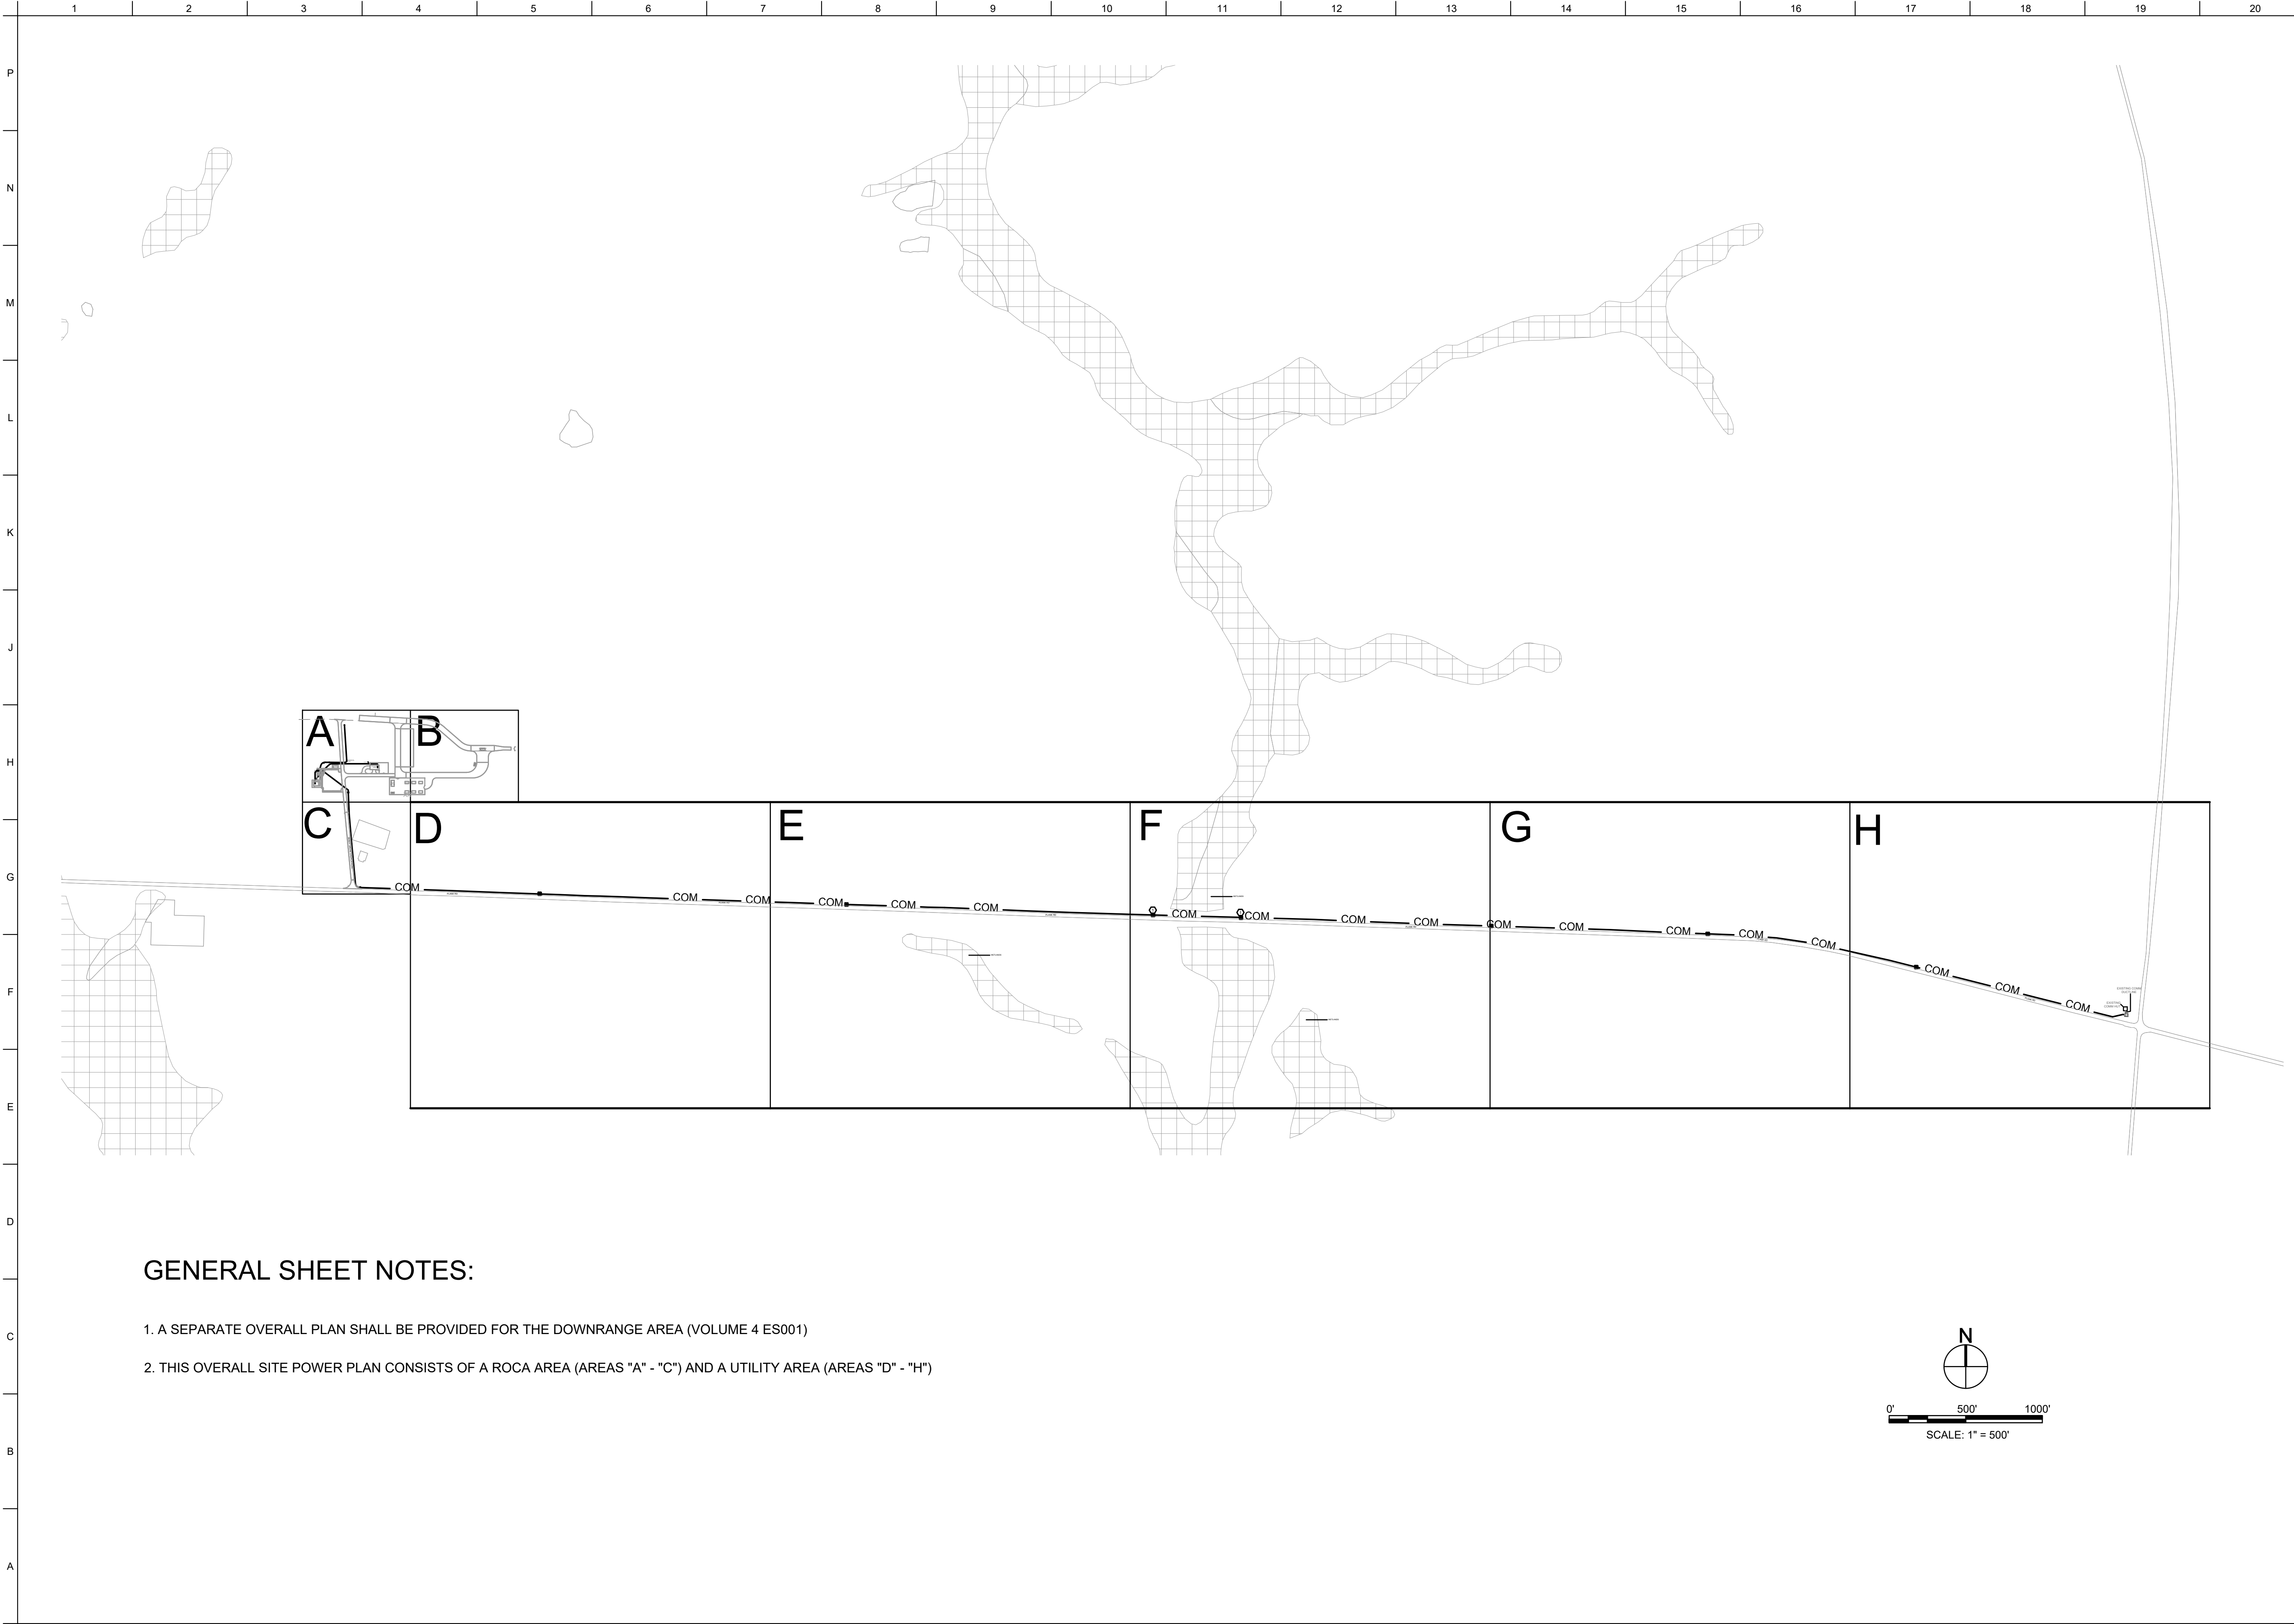 1 2 3 4 5 6 7 8 9 10 11 12 13 14 15 16 17 18 19 20
P
N
M
L
K
J
H
G
F
E
D
C
B
A
A B
C D E F G H
COM COM COM COM COM COM COM COM COM COM COM COM COM COM COM COM COM COM
EXISTING COMM
EXISTING
GENERAL SHEET NOTES:
1. A SEPARATE OVERALL PLAN SHALL BE PROVIDED FOR THE DOWNRANGE AREA (VOLUME 4 ES001)
2. THIS OVERALL SITE POWER PLAN CONSISTS OF A ROCA AREA (AREAS "A" - "C") AND A UTILITY AREA (AREAS "D" - "H")
N
0' 500' 1000'
SCALE: 1" = 500'